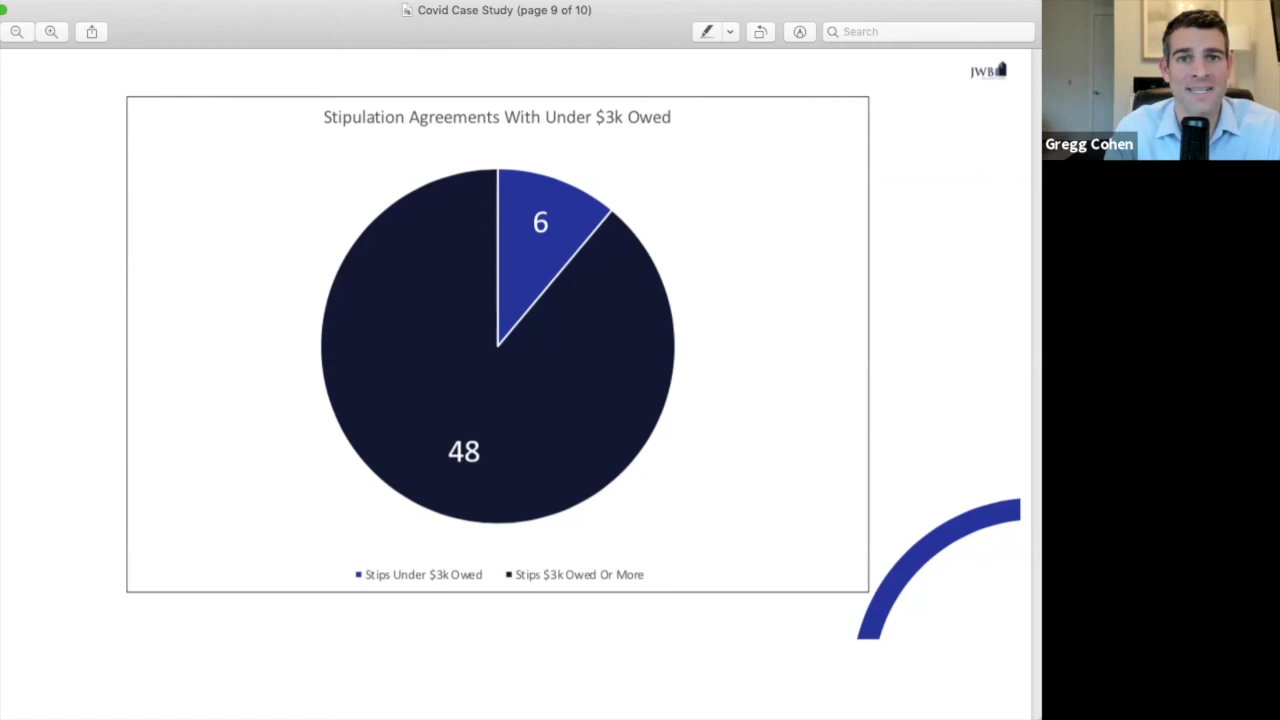 Covid Case Study (page 9 of 10)
Search
JWB
Gregg Cohen
Stipulation Agreements With Under $3k Owed
6
48
Stips Under $3k Owed
Stips $3k Owed Or More